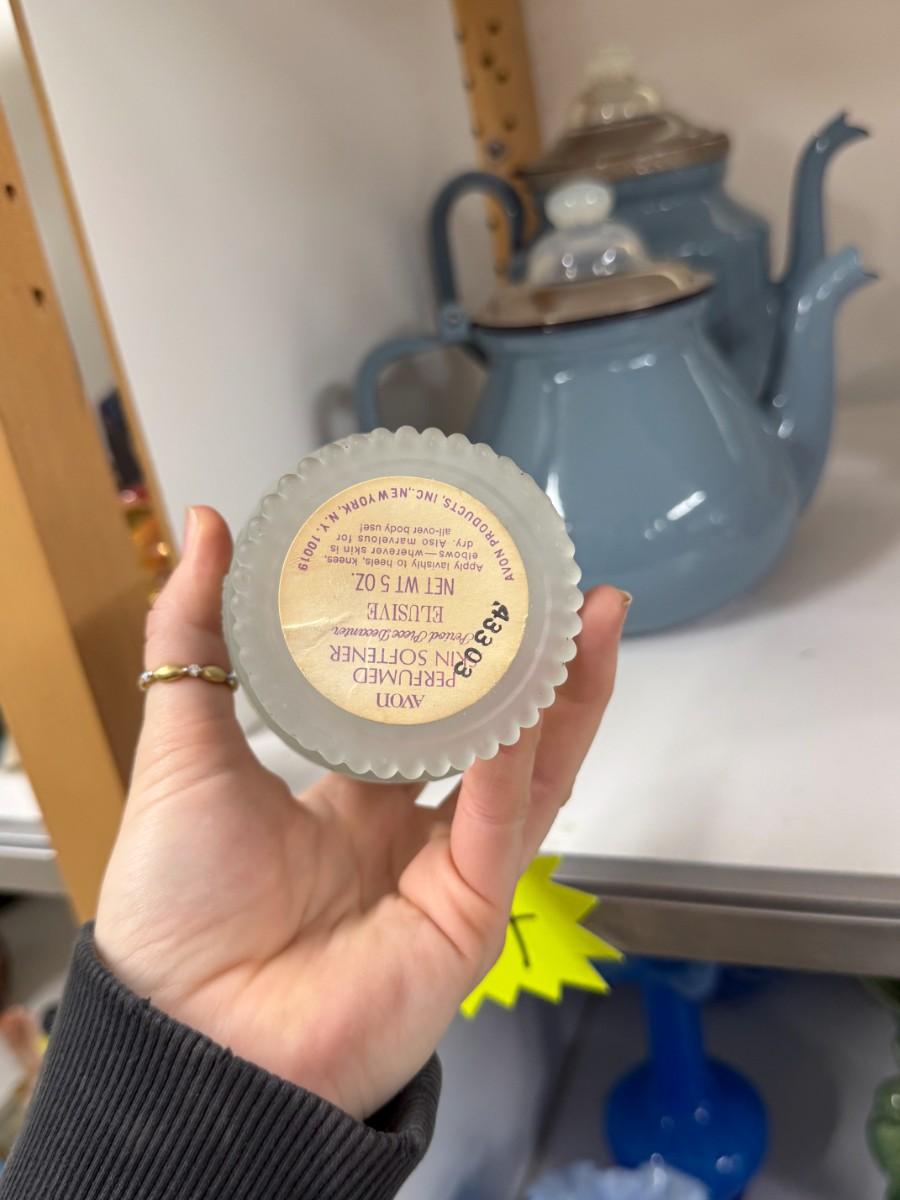 AVON
PERFUMED
SKIN SOFTENER
Period Piece Decanter
ELUSIVE
NET WT 5 OZ.
Apply lavishly to heels, knees,
elbows—wherever skin is
dry. Also marvelous for
all-over body use!
AVON PRODUCTS, INC., NEW YORK, N.Y. 10019
43303